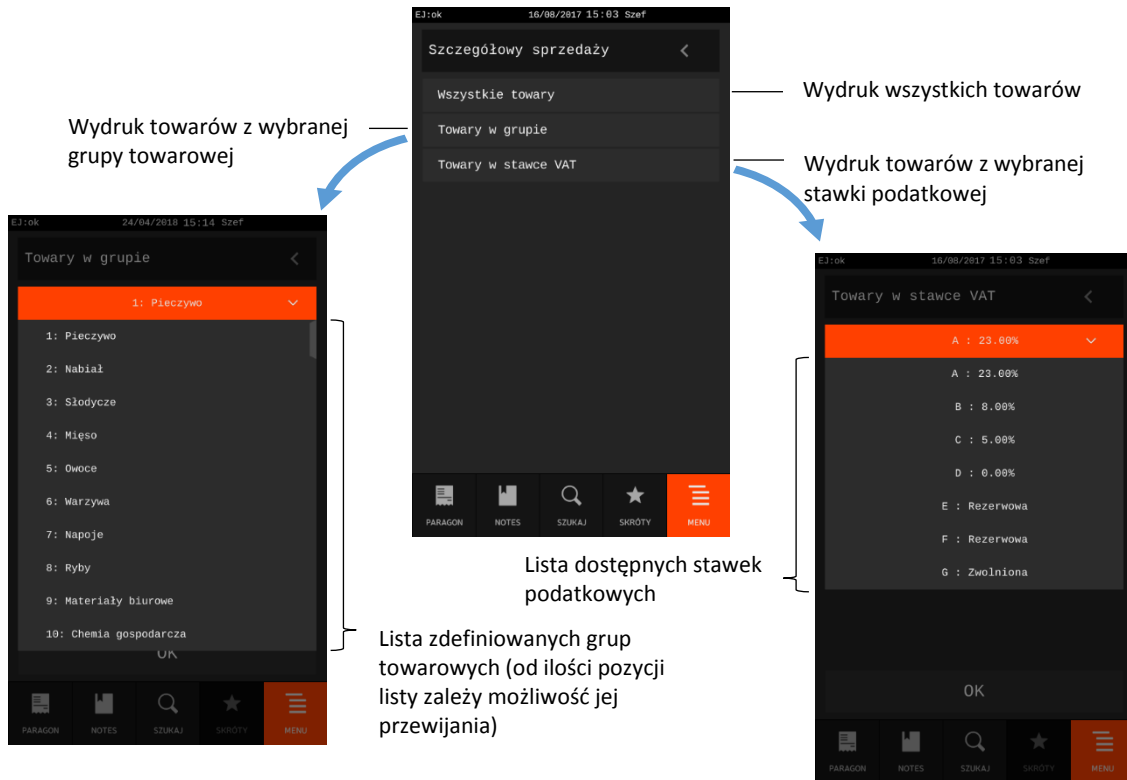 EJ:ok 16/08/2017 15:03 Szef
Szczegółowy sprzedaży
Wszystkie towary
Towary w grupie
Towary w stawce VAT
PARAGON NOTES SZUKAJ SKRÓTY MENU
Wydruk wszystkich towarów
Wydruk towarów z wybranej
grupy towarowej
Wydruk towarów z wybranej
stawki podatkowej
EJ:ok 24/04/2018 15:14 Szef
Towary w grupie
1: Pieczywo
1: Pieczywo
2: Nabiał
3: Słodycze
4: Mięso
5: Owoce
6: Warzywa
7: Napoje
8: Ryby
9: Materiały biurowe
10: Chemia gospodarcza
OK
PARAGON NOTES SZUKAJ SKRÓTY MENU
Lista zdefiniowanych grup
towarowych (od ilości pozycji
listy zależy możliwość jej
przewijania)
Lista dostępnych stawek
podatkowych
EJ:ok 16/08/2017 15:03 Szef
Towary w stawce VAT
A : 23.00%
A : 23.00%
B : 8.00%
C : 5.00%
D : 0.00%
E : Rezerwowa
F : Rezerwowa
G : Zwolniona
OK
PARAGON NOTES SZUKAJ SKRÓTY MENU